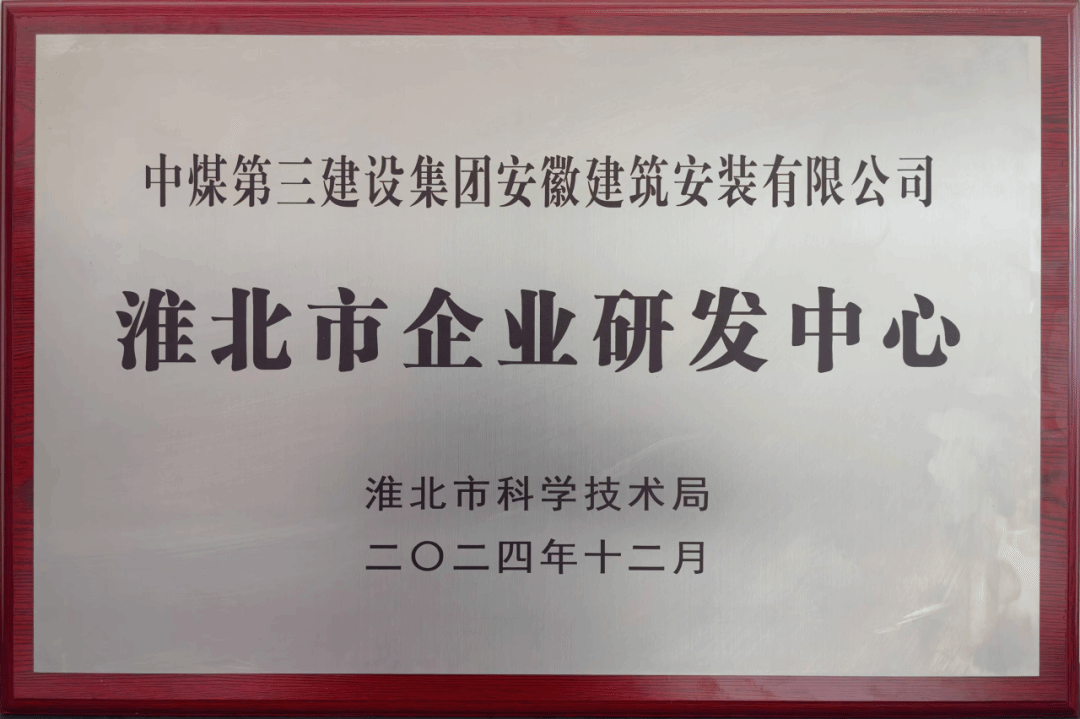 中煤第三建设集团安徽建筑安装有限公司
淮北市企业研发中心
淮北市科学技术局
二〇二四年十二月